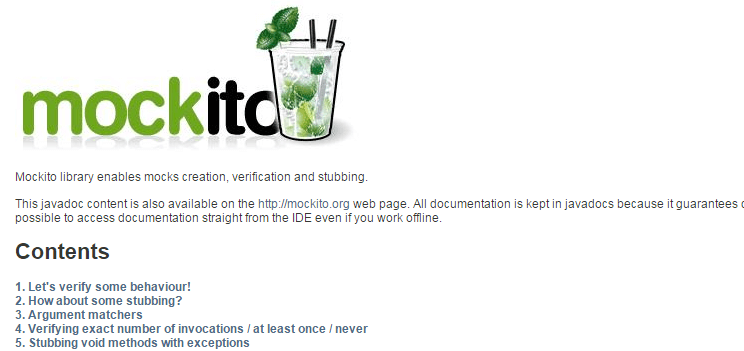 mockito
Mockito library enables mocks creation, verification and stubbing.
This javadoc content is also available on the http://mockito.org web page. All documentation is kept in javadocs because it guarantees
possible to access documentation straight from the IDE even if you work offline.
Contents
1. Let's verify some behaviour!
2. How about some stubbing?
3. Argument matchers
4. Verifying exact number of invocations / at least once / never
5. Stubbing void methods with exceptions